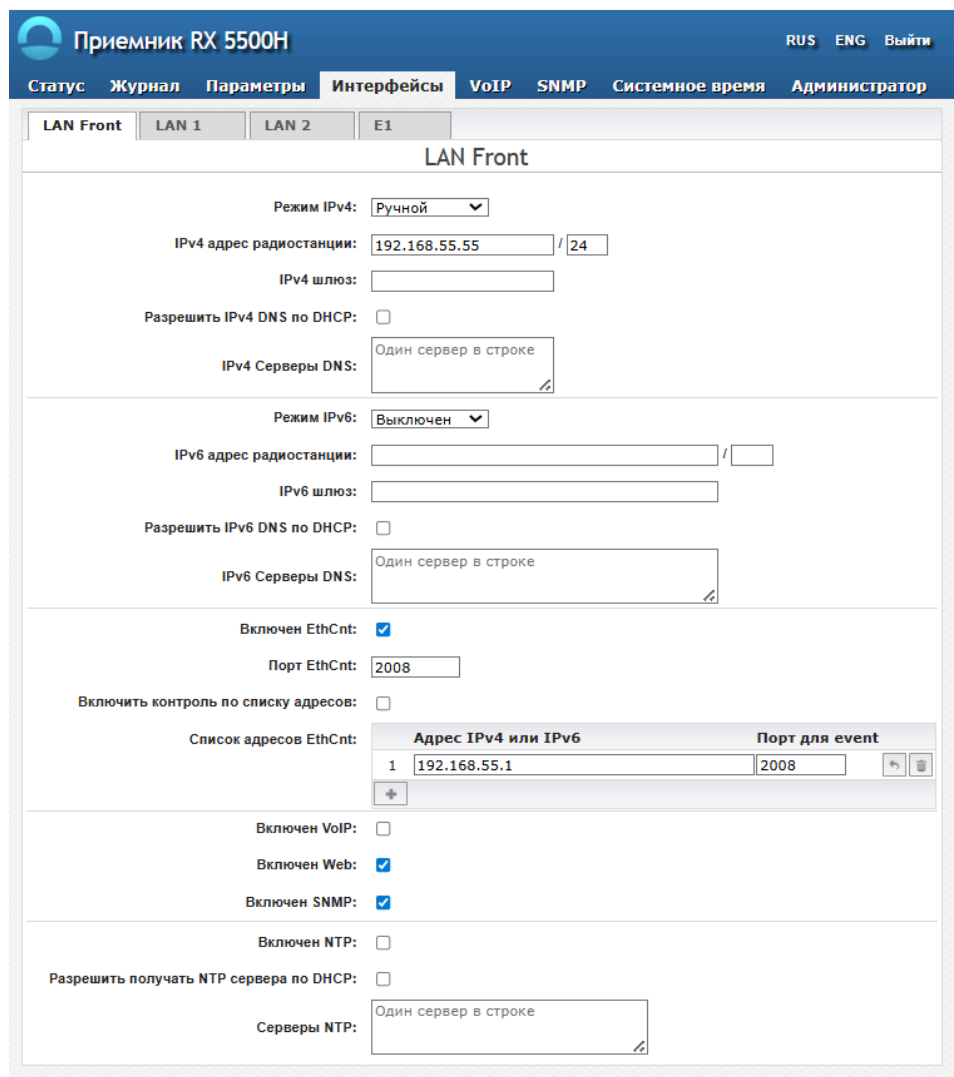 Приемник RX 5500H
RUS ENG Выйти
Статус Журнал Параметры Интерфейсы VoIP SNMP Системное время Администратор
LAN Front LAN 1 LAN 2 E1
LAN Front
Режим IPv4: Ручной
IPv4 адрес радиостанции: 192.168.55.55 / 24
IPv4 шлюз:
Разрешить IPv4 DNS по DHCP:
IPv4 Серверы DNS: Один сервер в строке
Режим IPv6: Выключен
IPv6 адрес радиостанции: /
IPv6 шлюз:
Разрешить IPv6 DNS по DHCP:
IPv6 Серверы DNS: Один сервер в строке
Включен EthCnt:
Порт EthCnt: 2008
Включить контроль по списку адресов:
Список адресов EthCnt: Адрес IPv4 или IPv6 Порт для event
1 192.168.55.1 2008
+
Включен VoIP:
Включен Web:
Включен SNMP:
Включен NTP:
Разрешить получать NTP сервера по DHCP:
Серверы NTP: Один сервер в строке